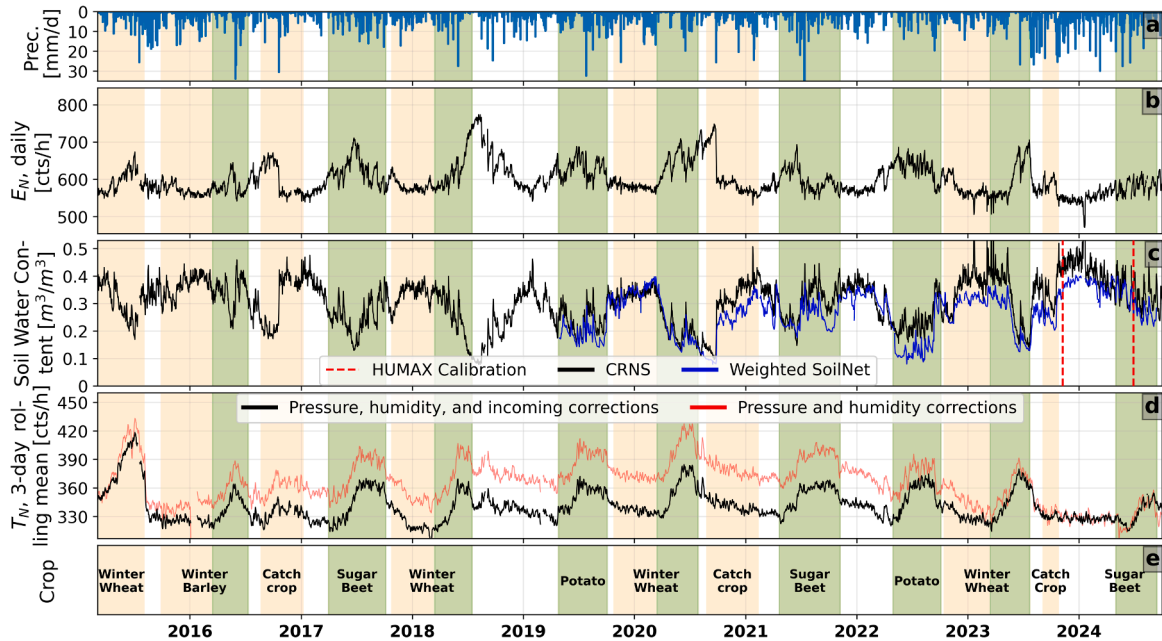 Prec.
[mm/d]
0
10
20
30
a
E_N, daily
[cts/h]
800
700
600
500
b
Soil Water Con-
tent [m³/m³]
0.5
0.4
0.3
0.2
0.1
0
c
HUMAX Calibration CRNS Weighted SoilNet
T_N, 3-day rol-
ling mean [cts/h]
450
420
390
360
330
d
Pressure, humidity, and incoming corrections Pressure and humidity corrections
Crop
e
Winter
Wheat
Winter
Barley
Catch
crop
Sugar
Beet
Winter
Wheat
Potato
Winter
Wheat
Catch
crop
Sugar
Beet
Potato
Winter
Wheat
Catch
Crop
Sugar
Beet
2016 2017 2018 2019 2020 2021 2022 2023 2024